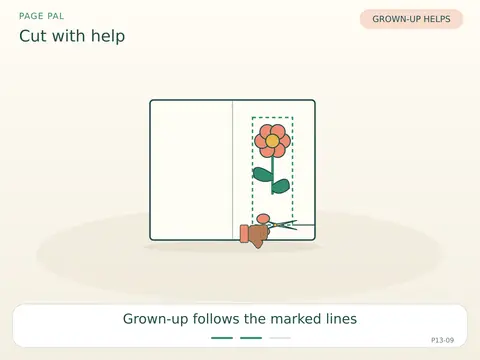 PAGE PAL
Cut with help
GROWN-UP HELPS
Grown-up follows the marked lines
P13-09